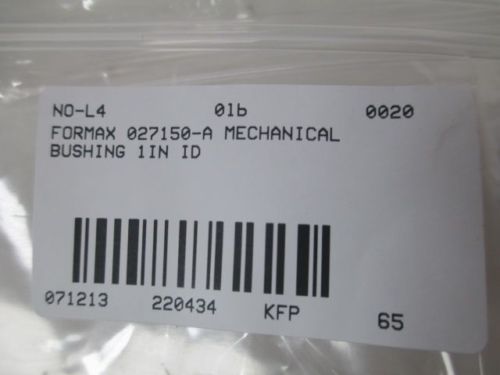 NO-L4 01b 0020
FORMAX 027150-A MECHANICAL
BUSHING 1IN ID
071213 220434 KFP 65